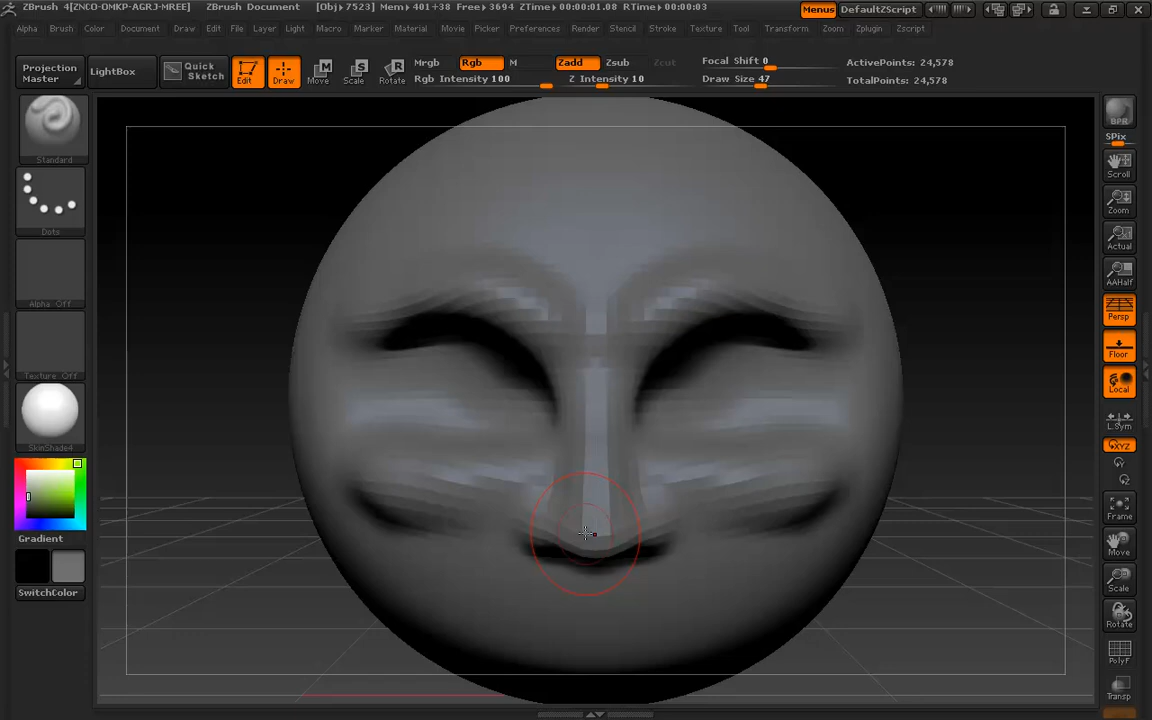 ZBrush 4[ZNCO-OMKP-AGRJ-MREE] ZBrush Document [Obj▸7523] Mem▸401+38 Free▸3694 ZTime▸00:00:01.08 RTime▸00:00:03 Menus DefaultZScript
Alpha Brush Color Document Draw Edit File Layer Light Macro Marker Material Movie Picker Preferences Render Stencil Stroke Texture Tool Transform Zoom Zplugin Zscript
Projection Master
LightBox
Quick Sketch
Edit
Draw
Move
Scale
Rotate
Mrgb Rgb M
Rgb Intensity 100
Zadd Zsub Zcut
Z Intensity 10
Focal Shift 0
Draw Size 47
ActivePoints: 24,578
TotalPoints: 24,578
Standard
Dots
Alpha Off
Texture Off
SkinShade4
Gradient
SwitchColor
BPR
SPix
Scroll
Zoom
Actual
AAHalf
Persp
Floor
Local
L.Sym
XYZ
Frame
Move
Scale
Rotate
PolyF
Transp